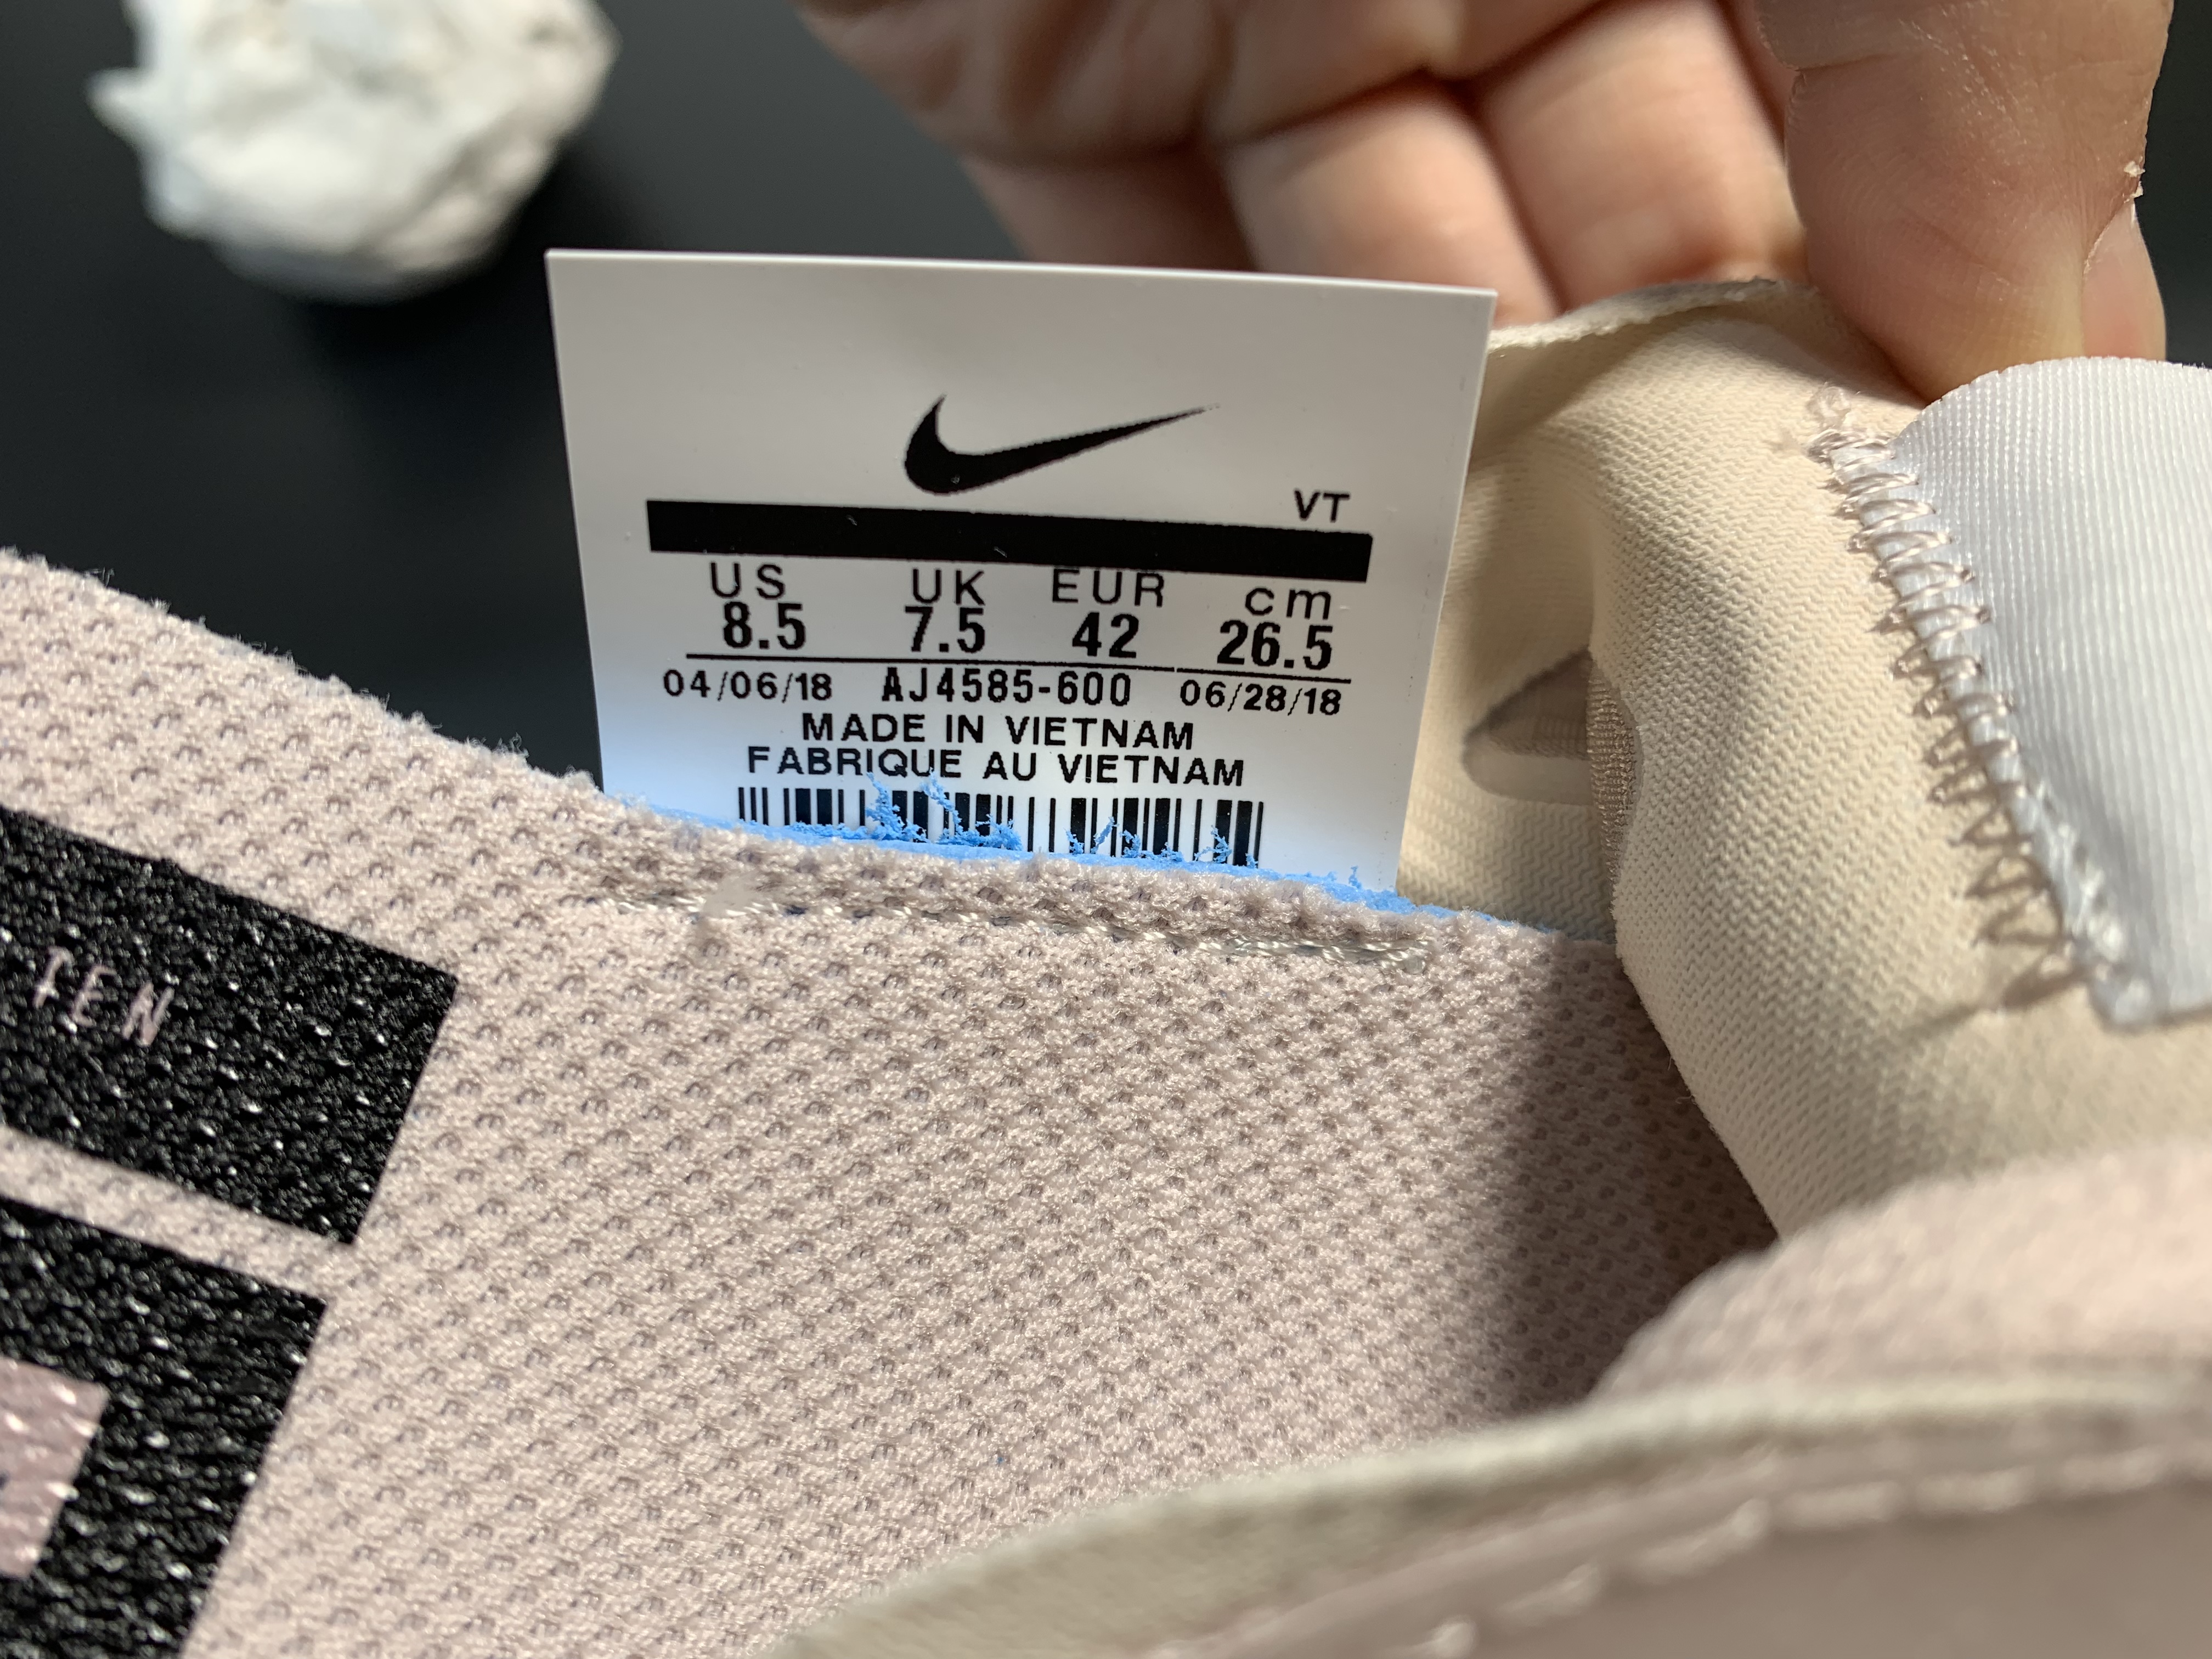 VT
US UK EUR cm
8.5 7.5 42 26.5
04/06/18 AJ4585-600 06/28/18
MADE IN VIETNAM
FABRIQUE AU VIETNAM
TEN